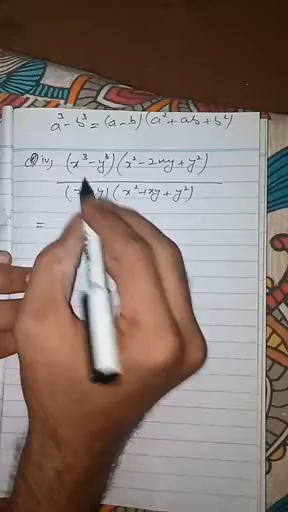 a³ - b³ = (a - b) (a² + ab + b²)
Q iv) (x³ - y³) (x² - 2xy + y²)
(x y) (x² + xy + y²)
=